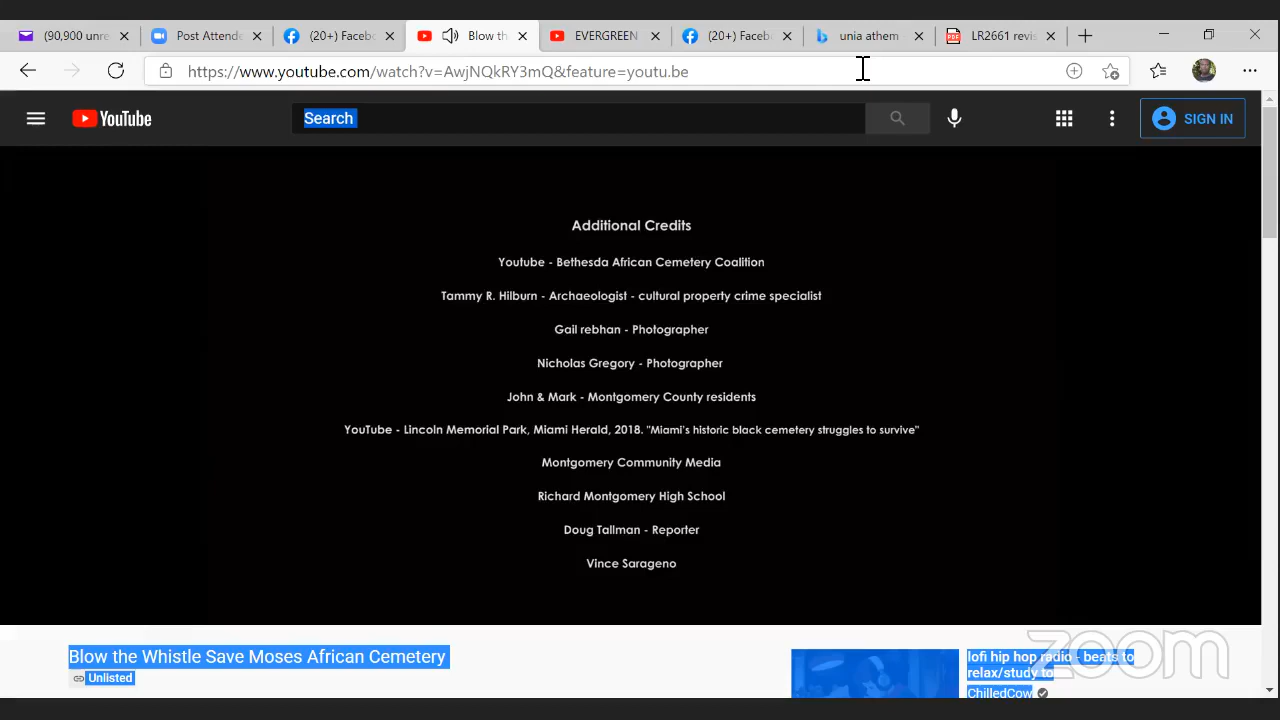 (90,900 unre
Post Attende
(20+) Facebo
Blow th
EVERGREEN
(20+) Facebo
unia athem
LR2661 revis
https://www.youtube.com/watch?v=AwjNQkRY3mQ&feature=youtu.be
YouTube
Search
SIGN IN
Additional Credits
Youtube - Bethesda African Cemetery Coalition
Tammy R. Hilburn - Archaeologist - cultural property crime specialist
Gail rebhan - Photographer
Nicholas Gregory - Photographer
John & Mark - Montgomery County residents
YouTube - Lincoln Memorial Park, Miami Herald, 2018. "Miami's historic black cemetery struggles to survive"
Montgomery Community Media
Richard Montgomery High School
Doug Tallman - Reporter
Vince Sarageno
Blow the Whistle Save Moses African Cemetery
Unlisted
lofi hip hop radio - beats to
relax/study to
ChilledCow
zoom